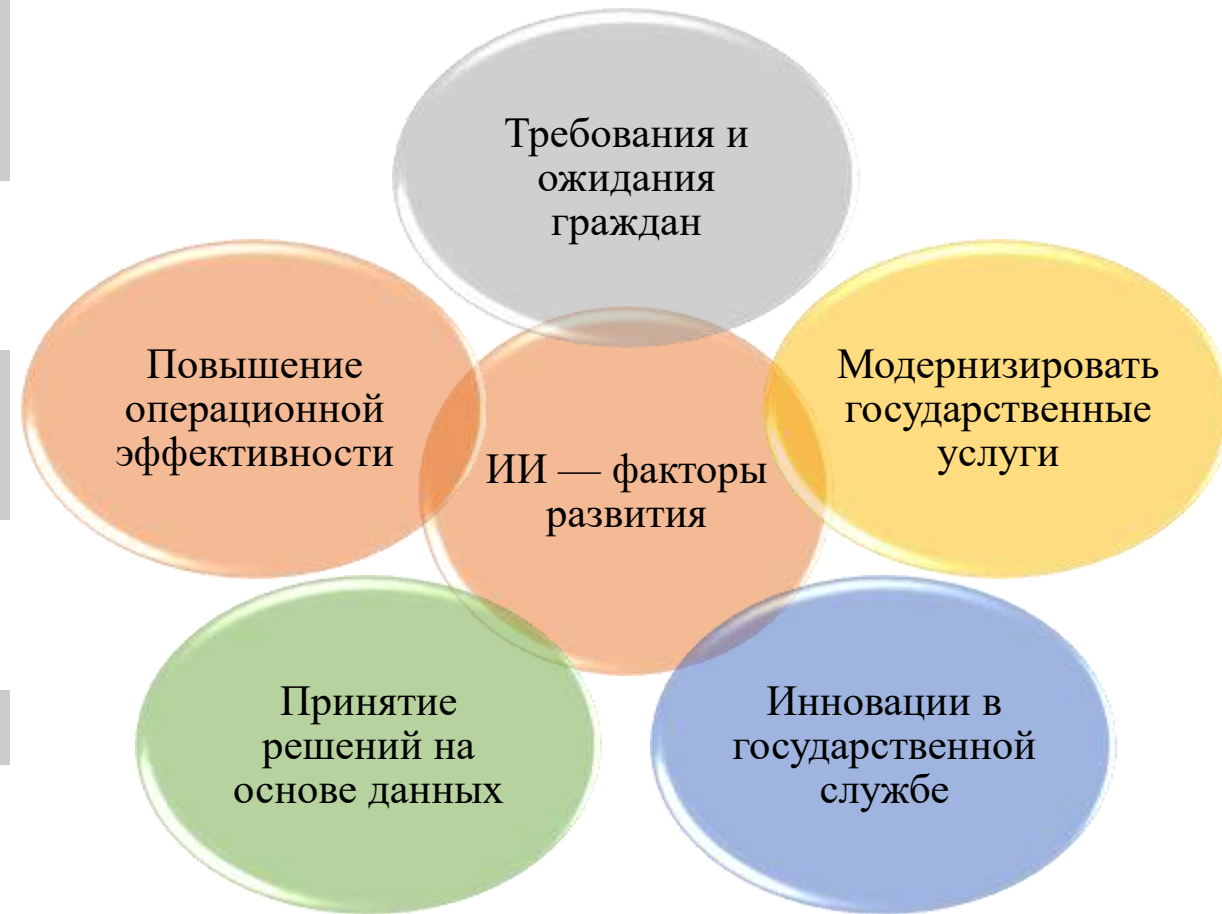 Требования и
ожидания
граждан
Повышение
операционной
эффективности
Модернизировать
государственные
услуги
ИИ — факторы
развития
Принятие
решений на
основе данных
Инновации в
государственной
службе